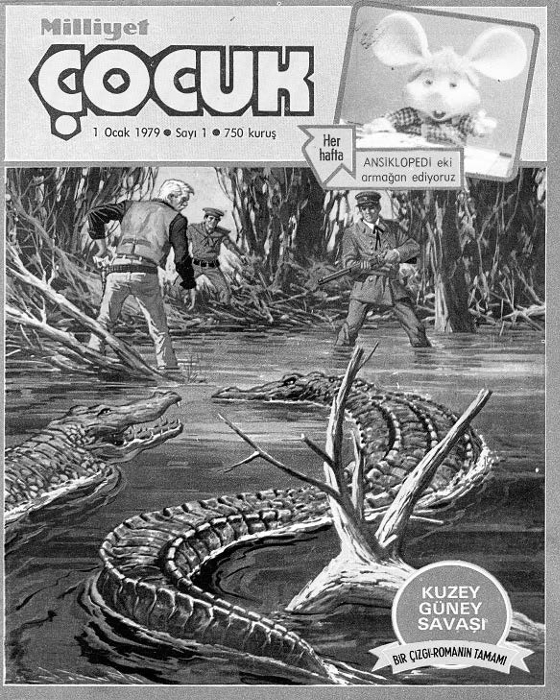 Milliyet
ÇOCUK
1 Ocak 1979 ● Sayı 1 ● 750 kuruş
Her
hafta
ANSİKLOPEDİ eki
armağan ediyoruz
KUZEY
GÜNEY
SAVAŞI
BİR ÇİZGİ-ROMANIN TAMAMI